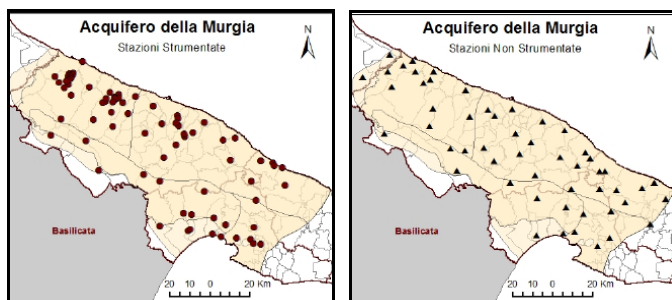 Acquifero della Murgia
Stazioni Strumentate
N
Basilicata
20 10 0 20 Km
Acquifero della Murgia
Stazioni Non Strumentate
N
Basilicata
20 10 0 20 Km